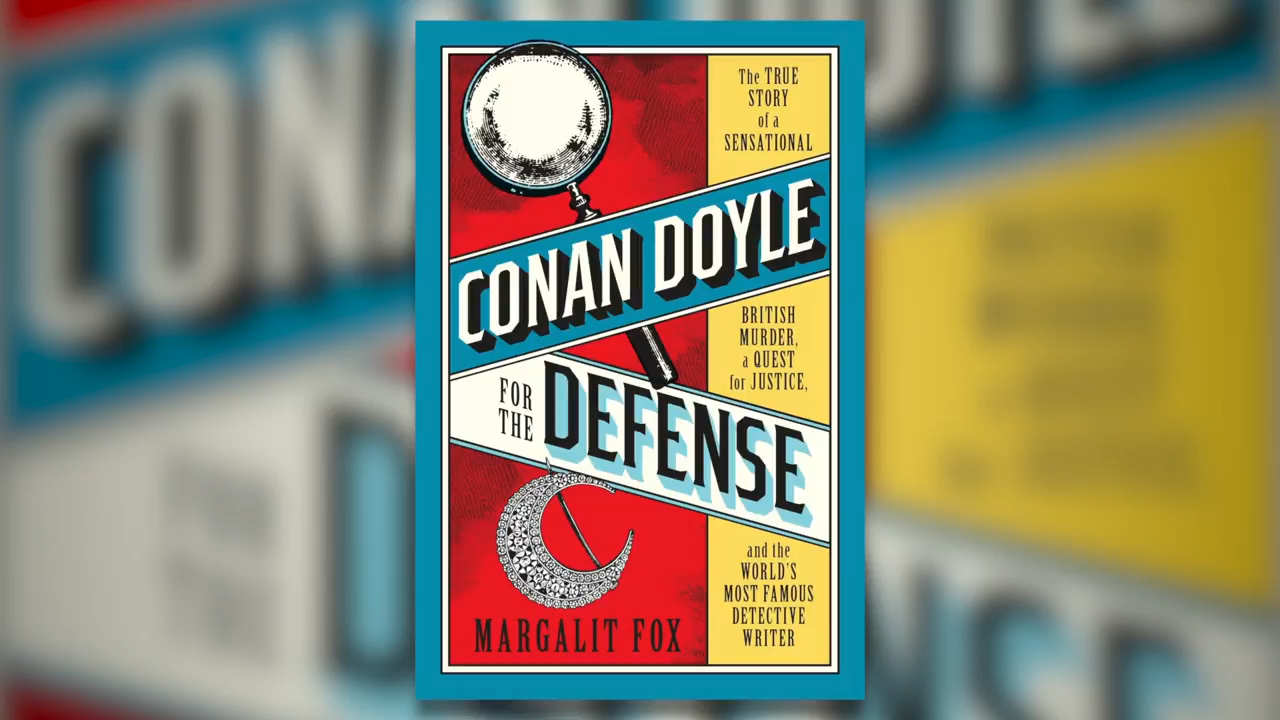 The TRUE
STORY
of a
SENSATIONAL
CONAN DOYLE
BRITISH
MURDER,
a QUEST
for JUSTICE,
FOR
THE
DEFENSE
and the
WORLD'S
MOST FAMOUS
DETECTIVE
WRITER
MARGALIT FOX